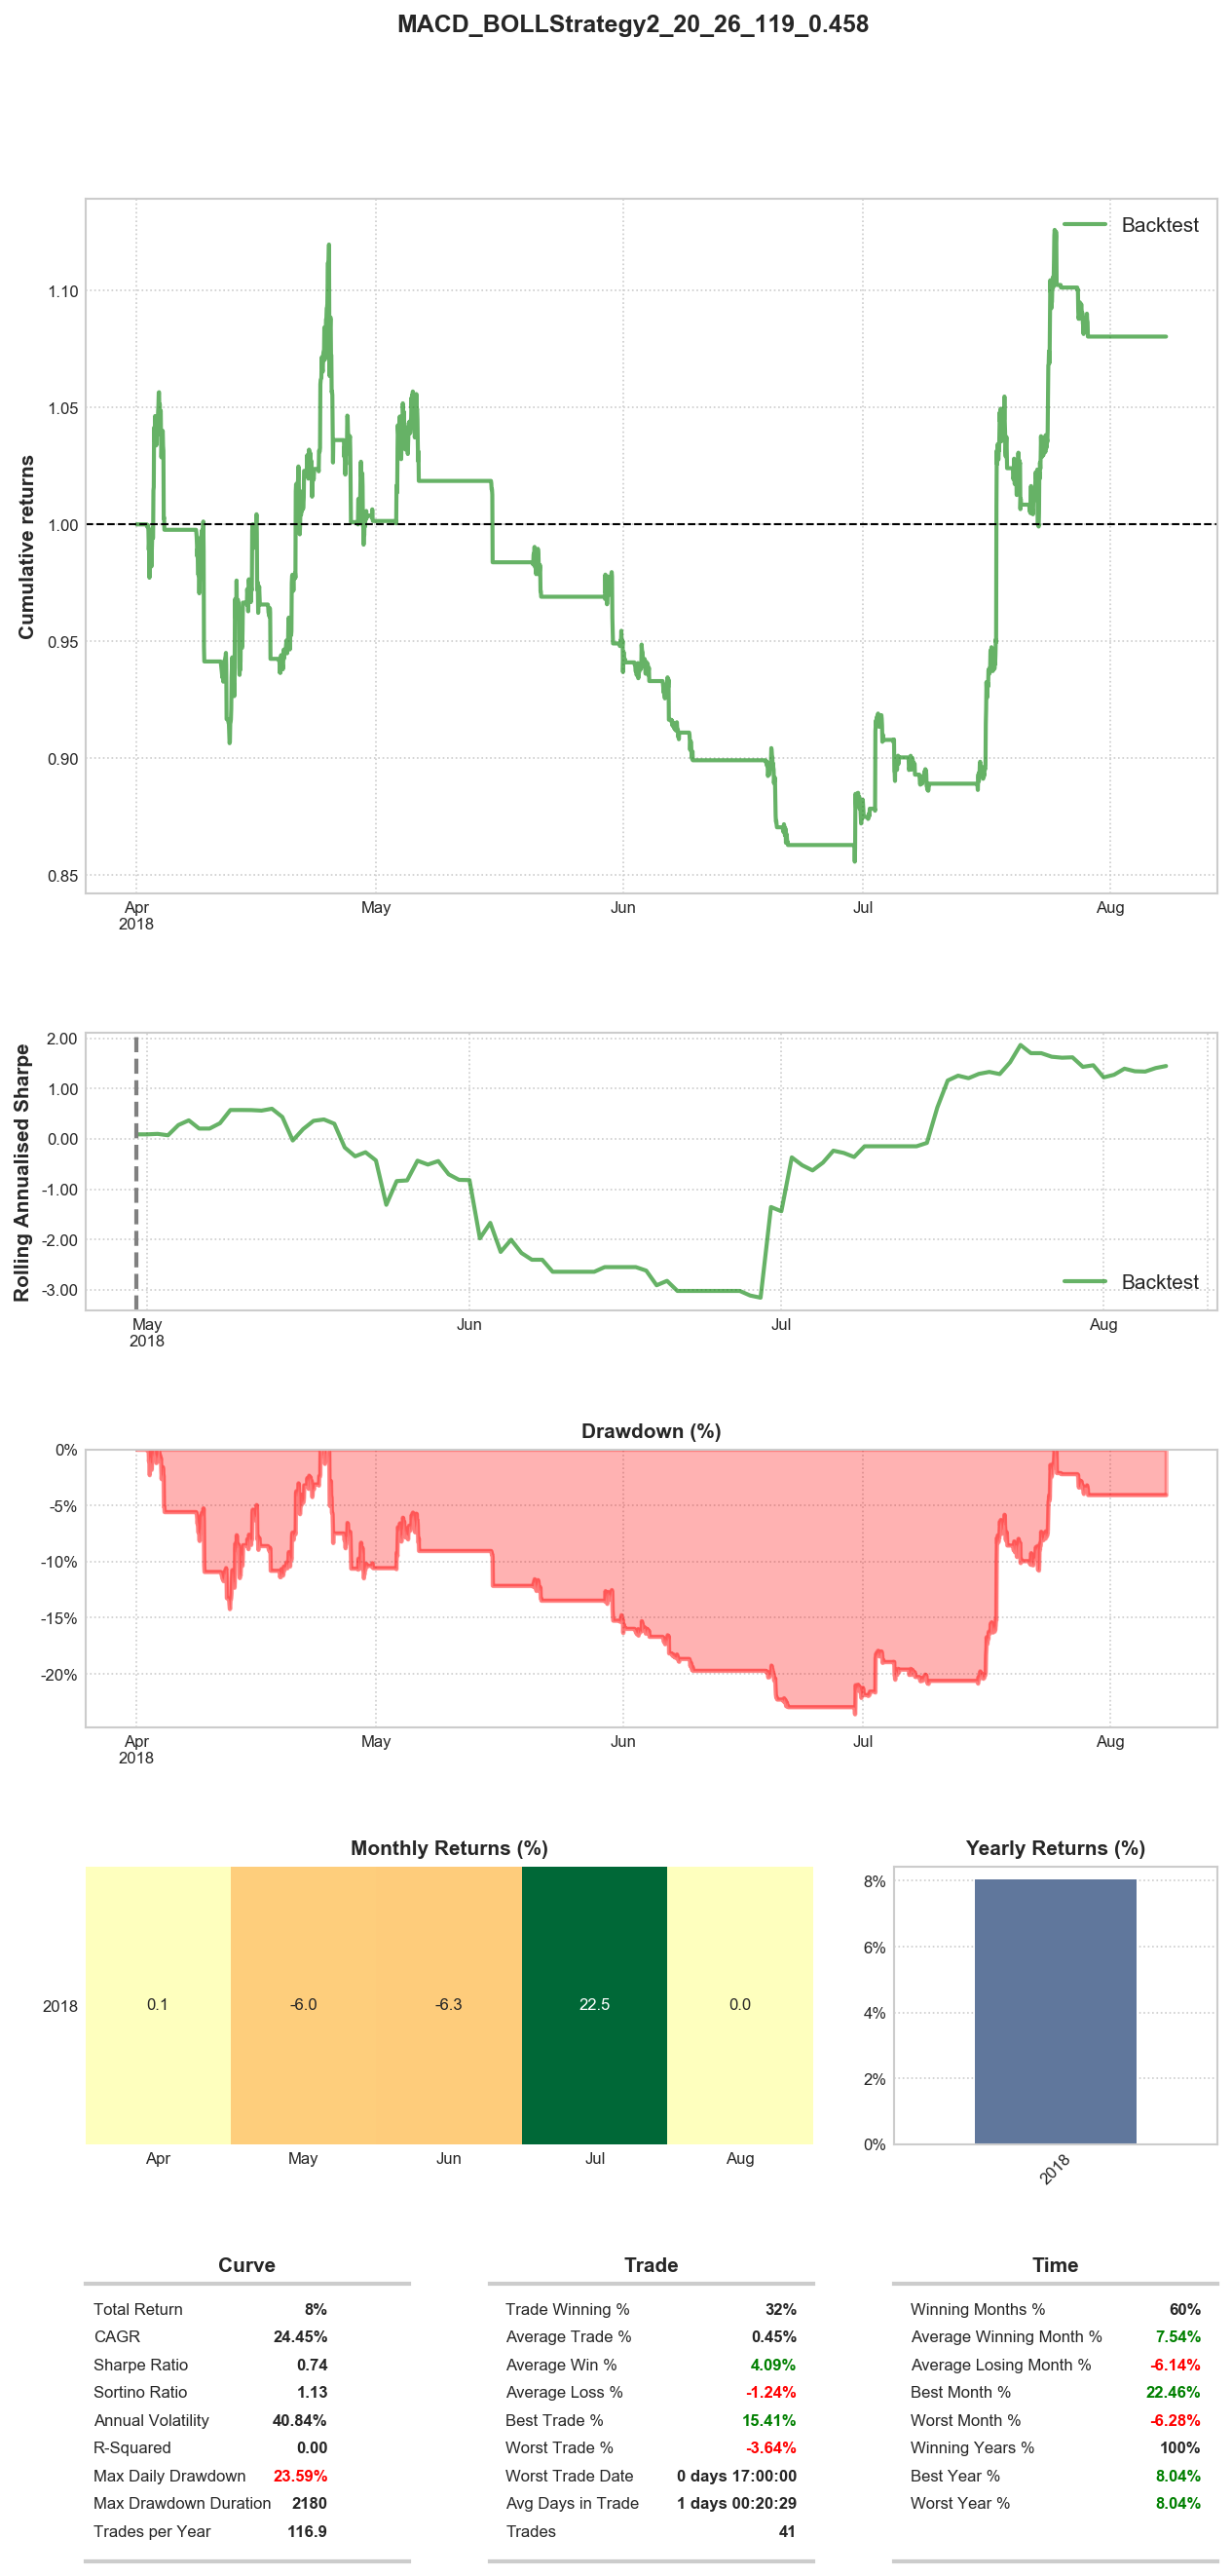 MACD_BOLLStrategy2_20_26_119_0.458
Backtest
Cumulative returns
1.10
1.05
1.00
0.95
0.90
0.85
Apr May Jun Jul Aug
2018
Rolling Annualised Sharpe
2.00
1.00
0.00
-1.00
-2.00
-3.00
Backtest
May Jun Jul Aug
2018
Drawdown (%)
0%
-5%
-10%
-15%
-20%
Apr May Jun Jul Aug
2018
Monthly Returns (%)
2018 0.1 -6.0 -6.3 22.5 0.0
Apr May Jun Jul Aug
Yearly Returns (%)
8%
6%
4%
2%
0%
2018
Curve
Total Return 8%
CAGR 24.45%
Sharpe Ratio 0.74
Sortino Ratio 1.13
Annual Volatility 40.84%
R-Squared 0.00
Max Daily Drawdown 23.59%
Max Drawdown Duration 2180
Trades per Year 116.9
Trade
Trade Winning % 32%
Average Trade % 0.45%
Average Win % 4.09%
Average Loss % -1.24%
Best Trade % 15.41%
Worst Trade % -3.64%
Worst Trade Date 0 days 17:00:00
Avg Days in Trade 1 days 00:20:29
Trades 41
Time
Winning Months % 60%
Average Winning Month % 7.54%
Average Losing Month % -6.14%
Best Month % 22.46%
Worst Month % -6.28%
Winning Years % 100%
Best Year % 8.04%
Worst Year % 8.04%